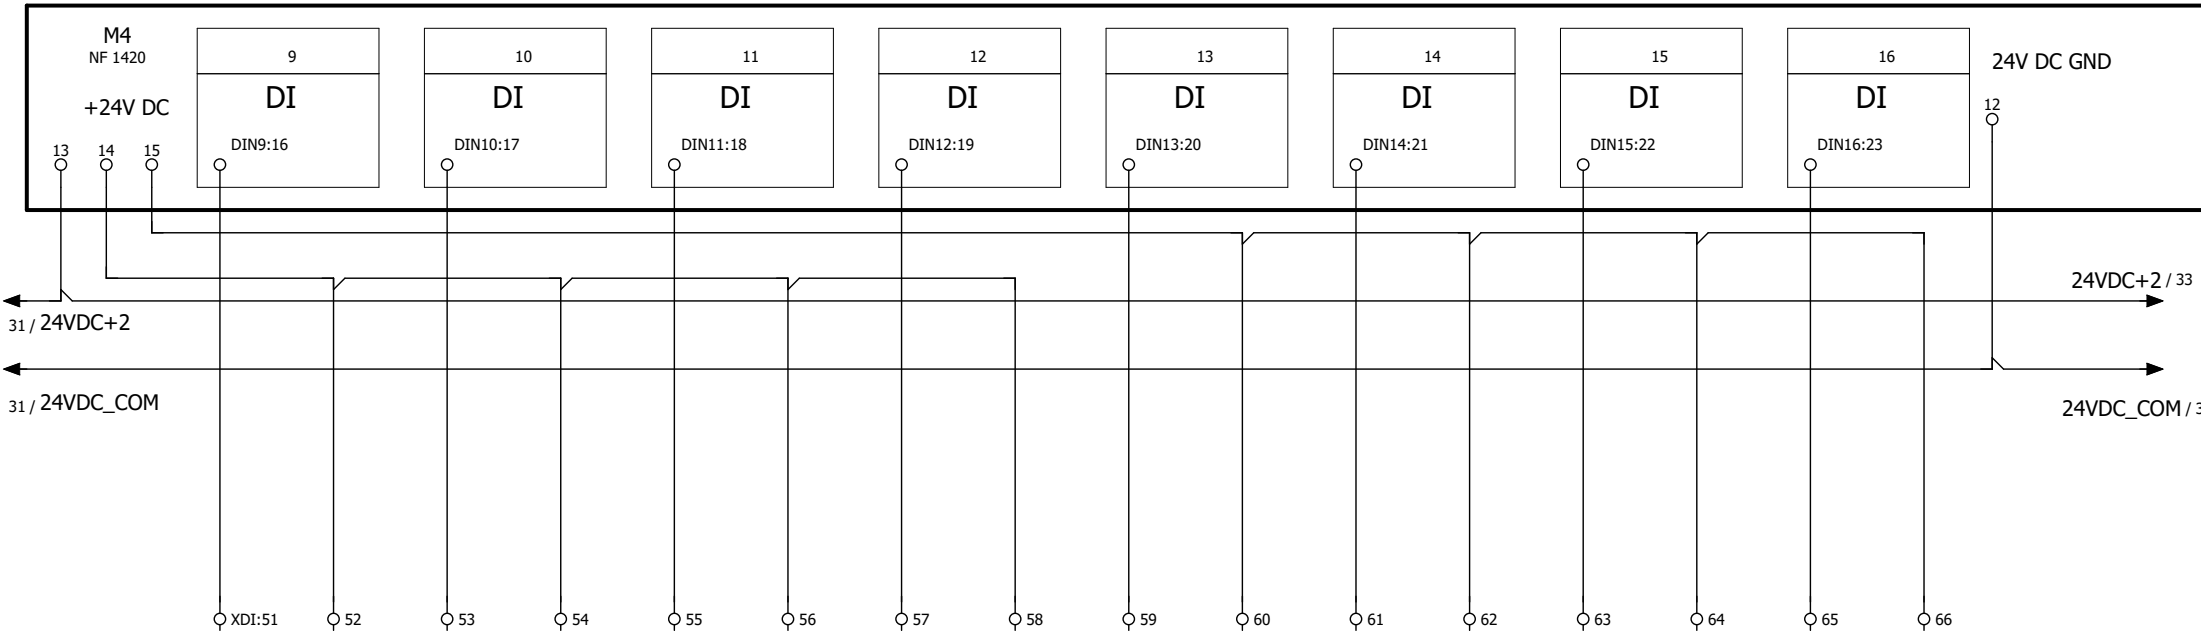 M4
NF 1420
9
10
11
12
13
14
15
16
24V DC GND
+24V DC
DI
DI
DI
DI
DI
DI
DI
DI
12
13
14
15
DIN9:16
DIN10:17
DIN11:18
DIN12:19
DIN13:20
DIN14:21
DIN15:22
DIN16:23
24VDC+2 / 33
31 / 24VDC+2
31 / 24VDC_COM
24VDC_COM / 3
XDI:51
52
53
54
55
56
57
58
59
60
61
62
63
64
65
66